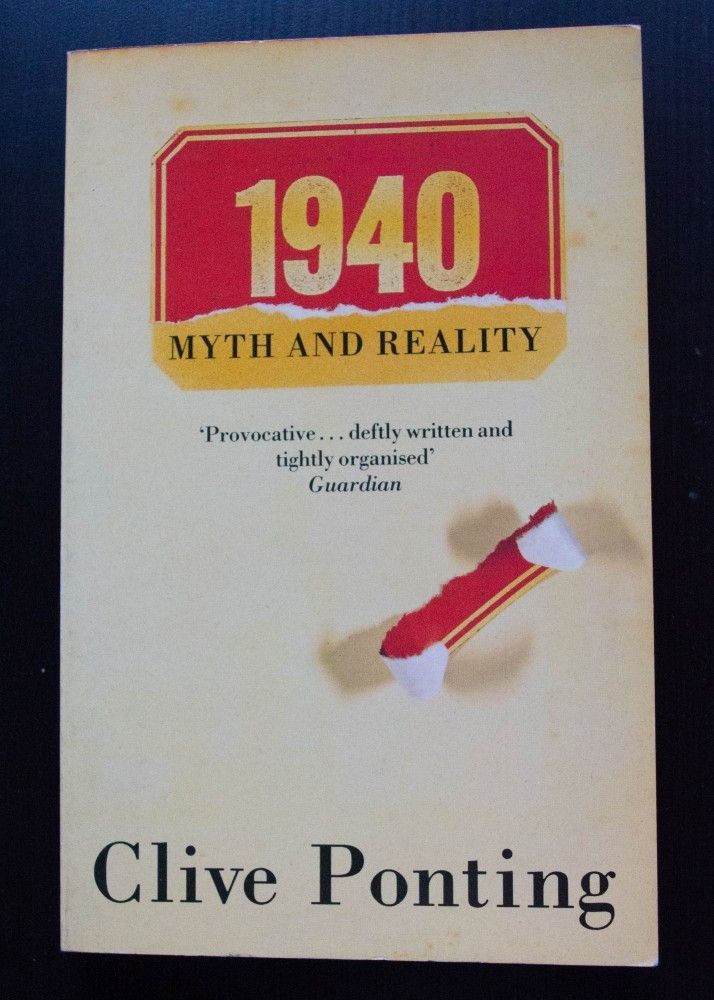 1940
MYTH AND REALITY
‘Provocative... deftly written and
tightly organised’
Guardian
Clive Ponting